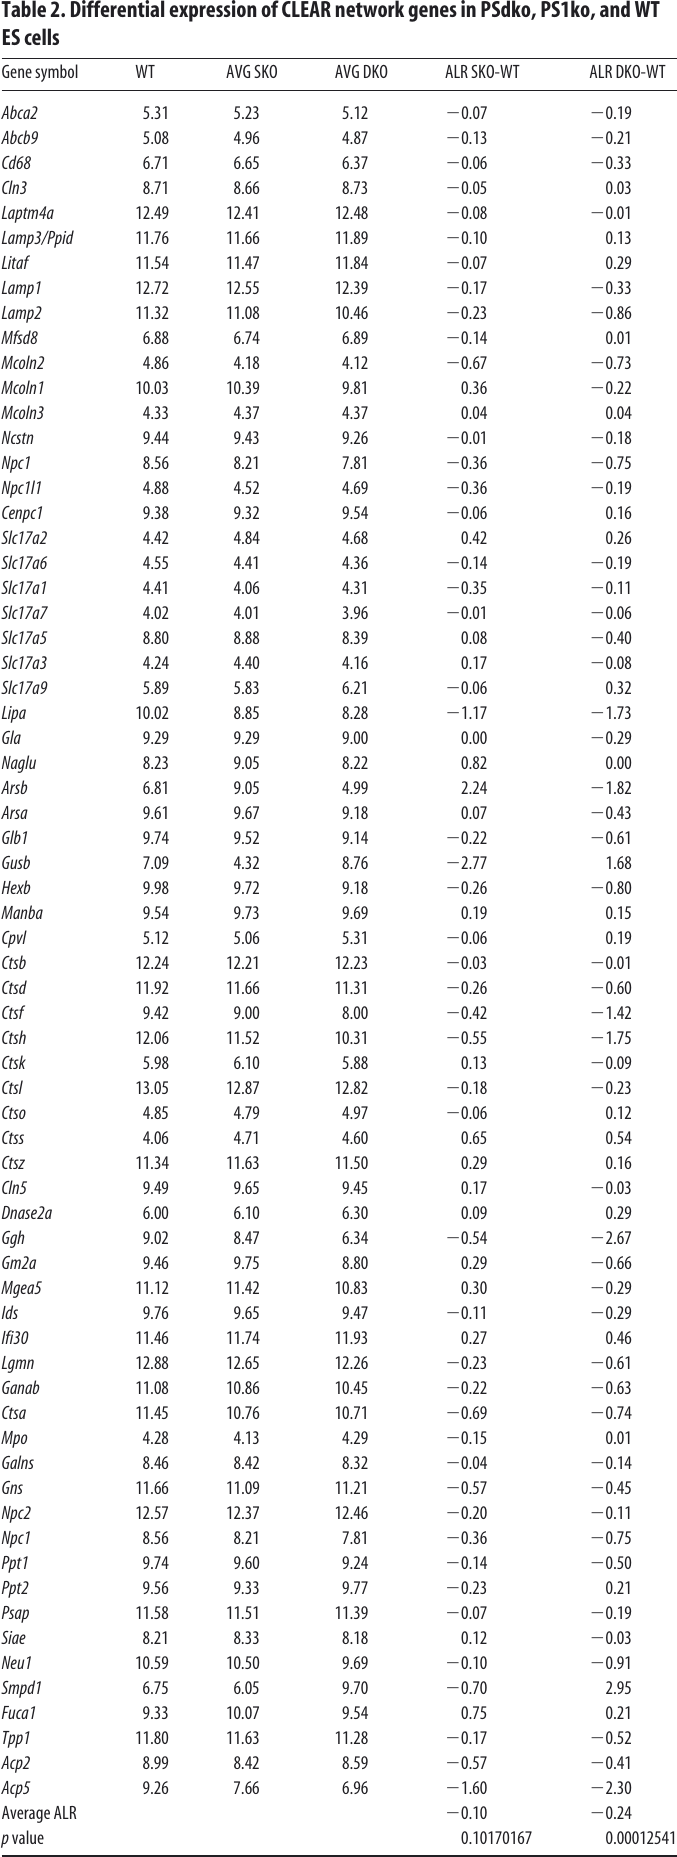 Table 2. Differential expression of CLEAR network genes in PSdko, PS1ko, and WT
ES cells
Gene symbol WT AVG SKO AVG DKO ALR SKO-WT ALR DKO-WT
Abca2 5.31 5.23 5.12 −0.07 −0.19
Abcb9 5.08 4.96 4.87 −0.13 −0.21
Cd68 6.71 6.65 6.37 −0.06 −0.33
Cln3 8.71 8.66 8.73 −0.05 0.03
Laptm4a 12.49 12.41 12.48 −0.08 −0.01
Lamp3/Ppid 11.76 11.66 11.89 −0.10 0.13
Litaf 11.54 11.47 11.84 −0.07 0.29
Lamp1 12.72 12.55 12.39 −0.17 −0.33
Lamp2 11.32 11.08 10.46 −0.23 −0.86
Mfsd8 6.88 6.74 6.89 −0.14 0.01
Mcoln2 4.86 4.18 4.12 −0.67 −0.73
Mcoln1 10.03 10.39 9.81 0.36 −0.22
Mcoln3 4.33 4.37 4.37 0.04 0.04
Ncstn 9.44 9.43 9.26 −0.01 −0.18
Npc1 8.56 8.21 7.81 −0.36 −0.75
Npc1l1 4.88 4.52 4.69 −0.36 −0.19
Cenpc1 9.38 9.32 9.54 −0.06 0.16
Slc17a2 4.42 4.84 4.68 0.42 0.26
Slc17a6 4.55 4.41 4.36 −0.14 −0.19
Slc17a1 4.41 4.06 4.31 −0.35 −0.11
Slc17a7 4.02 4.01 3.96 −0.01 −0.06
Slc17a5 8.80 8.88 8.39 0.08 −0.40
Slc17a3 4.24 4.40 4.16 0.17 −0.08
Slc17a9 5.89 5.83 6.21 −0.06 0.32
Lipa 10.02 8.85 8.28 −1.17 −1.73
Gla 9.29 9.29 9.00 0.00 −0.29
Naglu 8.23 9.05 8.22 0.82 0.00
Arsb 6.81 9.05 4.99 2.24 −1.82
Arsa 9.61 9.67 9.18 0.07 −0.43
Glb1 9.74 9.52 9.14 −0.22 −0.61
Gusb 7.09 4.32 8.76 −2.77 1.68
Hexb 9.98 9.72 9.18 −0.26 −0.80
Manba 9.54 9.73 9.69 0.19 0.15
Cpvl 5.12 5.06 5.31 −0.06 0.19
Ctsb 12.24 12.21 12.23 −0.03 −0.01
Ctsd 11.92 11.66 11.31 −0.26 −0.60
Ctsf 9.42 9.00 8.00 −0.42 −1.42
Ctsh 12.06 11.52 10.31 −0.55 −1.75
Ctsk 5.98 6.10 5.88 0.13 −0.09
Ctsl 13.05 12.87 12.82 −0.18 −0.23
Ctso 4.85 4.79 4.97 −0.06 0.12
Ctss 4.06 4.71 4.60 0.65 0.54
Ctsz 11.34 11.63 11.50 0.29 0.16
Cln5 9.49 9.65 9.45 0.17 −0.03
Dnase2a 6.00 6.10 6.30 0.09 0.29
Ggh 9.02 8.47 6.34 −0.54 −2.67
Gm2a 9.46 9.75 8.80 0.29 −0.66
Mgea5 11.12 11.42 10.83 0.30 −0.29
Ids 9.76 9.65 9.47 −0.11 −0.29
Ifi30 11.46 11.74 11.93 0.27 0.46
Lgmn 12.88 12.65 12.26 −0.23 −0.61
Ganab 11.08 10.86 10.45 −0.22 −0.63
Ctsa 11.45 10.76 10.71 −0.69 −0.74
Mpo 4.28 4.13 4.29 −0.15 0.01
Galns 8.46 8.42 8.32 −0.04 −0.14
Gns 11.66 11.09 11.21 −0.57 −0.45
Npc2 12.57 12.37 12.46 −0.20 −0.11
Npc1 8.56 8.21 7.81 −0.36 −0.75
Ppt1 9.74 9.60 9.24 −0.14 −0.50
Ppt2 9.56 9.33 9.77 −0.23 0.21
Psap 11.58 11.51 11.39 −0.07 −0.19
Siae 8.21 8.33 8.18 0.12 −0.03
Neu1 10.59 10.50 9.69 −0.10 −0.91
Smpd1 6.75 6.05 9.70 −0.70 2.95
Fuca1 9.33 10.07 9.54 0.75 0.21
Tpp1 11.80 11.63 11.28 −0.17 −0.52
Acp2 8.99 8.42 8.59 −0.57 −0.41
Acp5 9.26 7.66 6.96 −1.60 −2.30
Average ALR −0.10 −0.24
p value 0.10170167 0.00012541